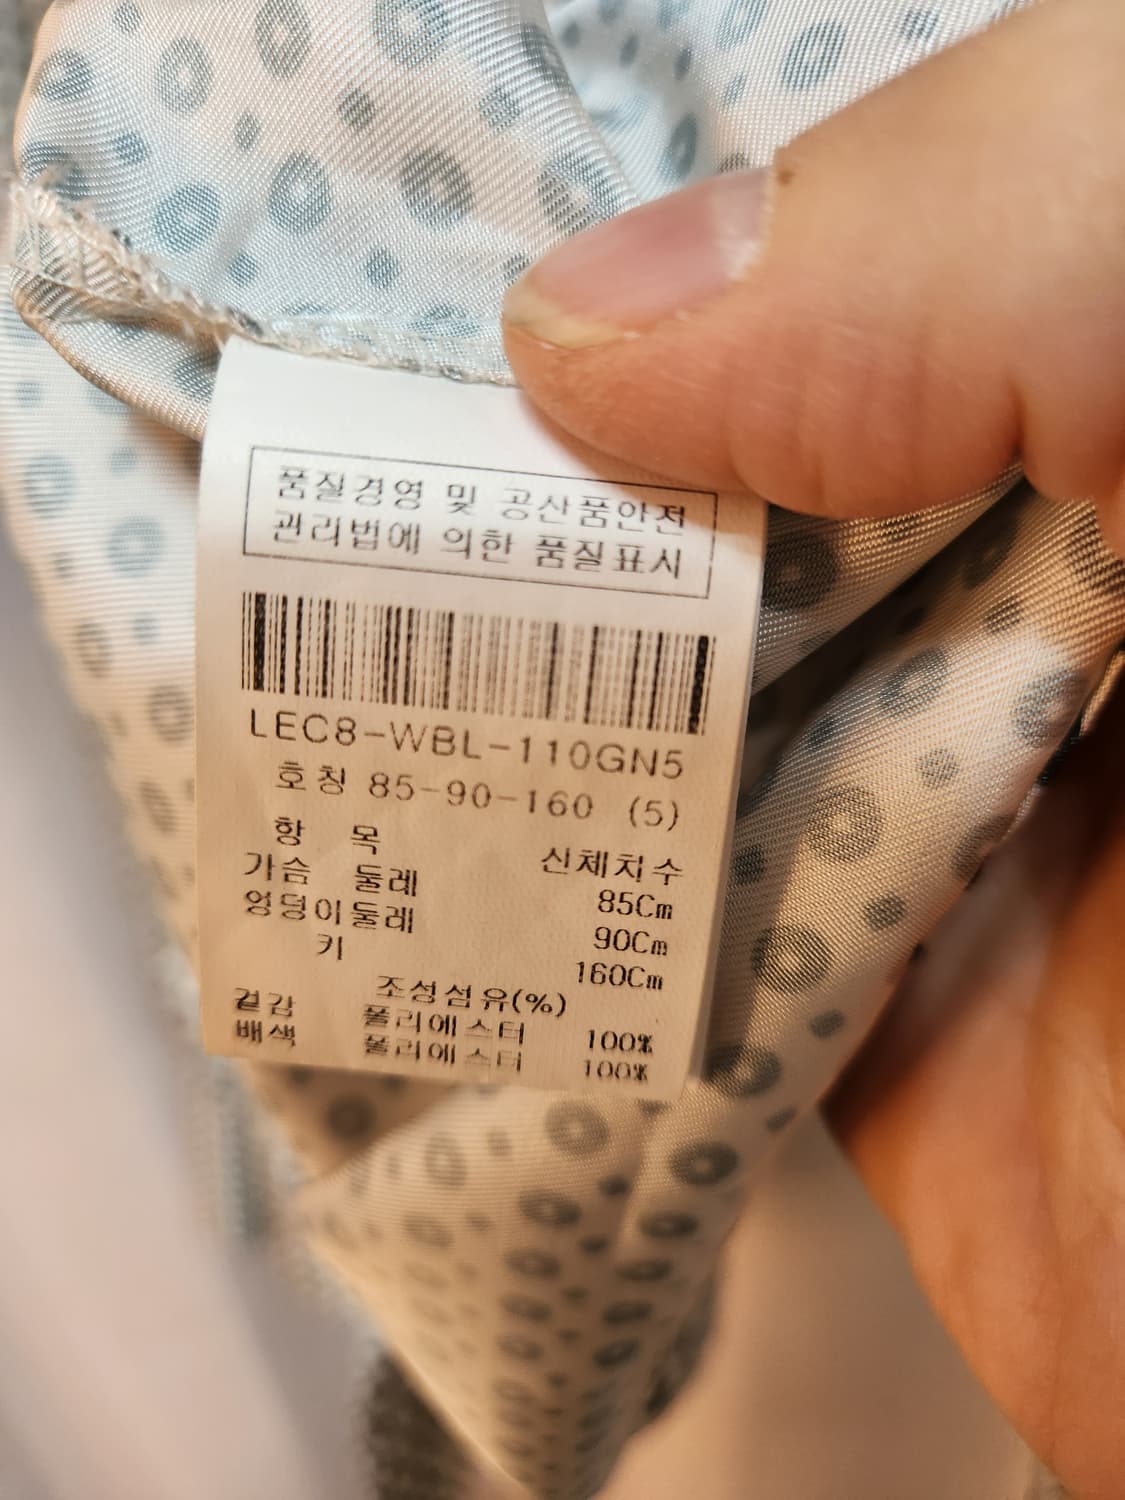 품질경영 및 공산품안전
관리법에 의한 품질표시
LEC8-WBL-110GN5
호칭 85-90-160 (5)
항 목 신체치수
가슴 둘레 85Cm
엉덩이둘레 90Cm
키 160Cm
조성섬유(%)
겉감 폴리에스터 100%
배색 폴리에스터 100%